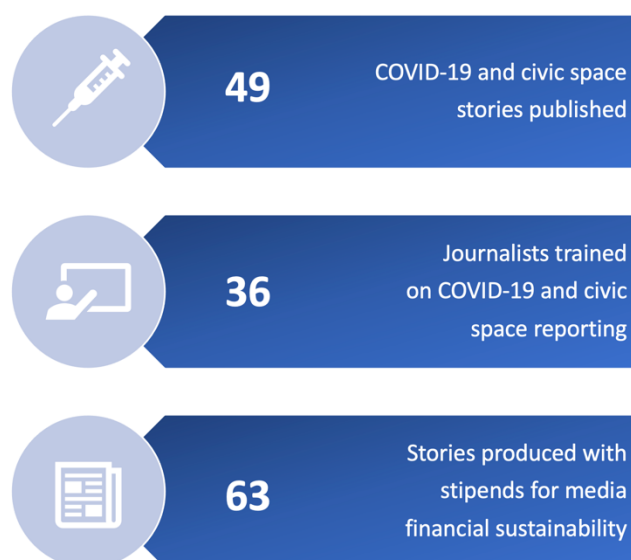 49
COVID-19 and civic space
stories published
36
Journalists trained
on COVID-19 and civic
space reporting
63
Stories produced with
stipends for media
financial sustainability